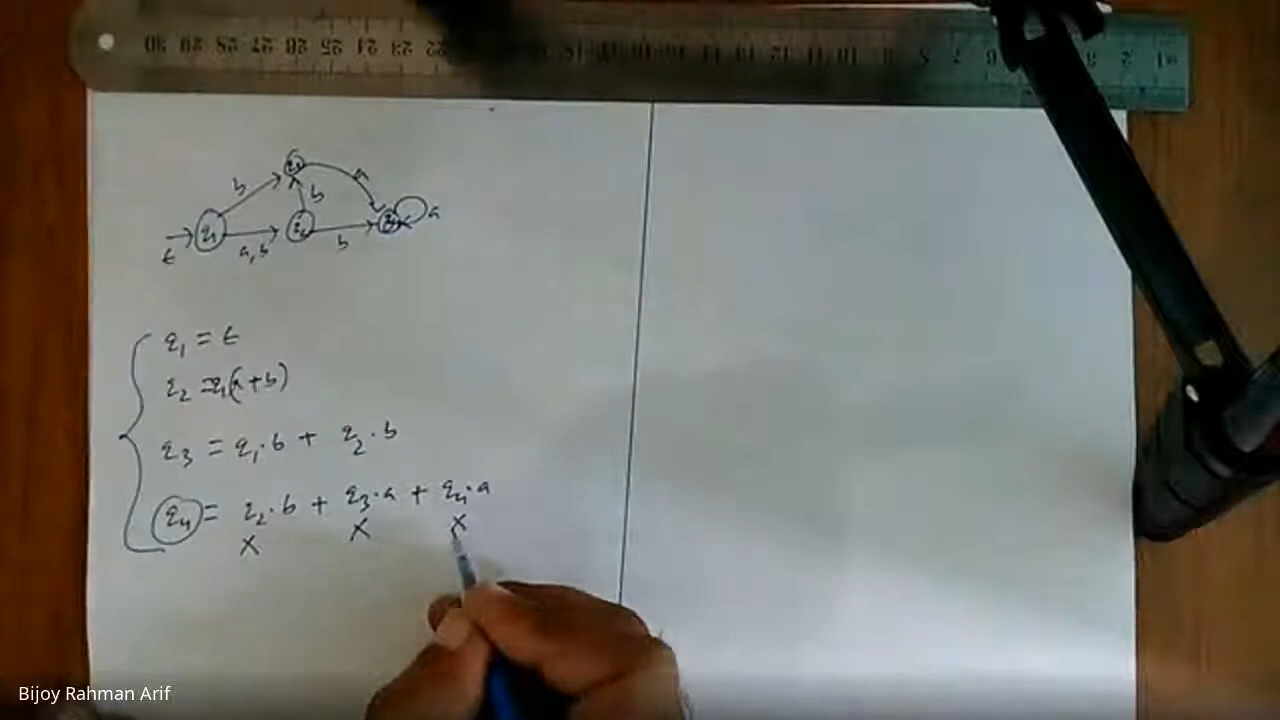 b
a
b
a
ε
a,b
b
q₁ = ε
q₂ = q₁(a+b)
q₃ = q₁.b + q₂.b
q₄ = q₂.b + q₃.a + q₄.a
x x x
Bijoy Rahman Arif